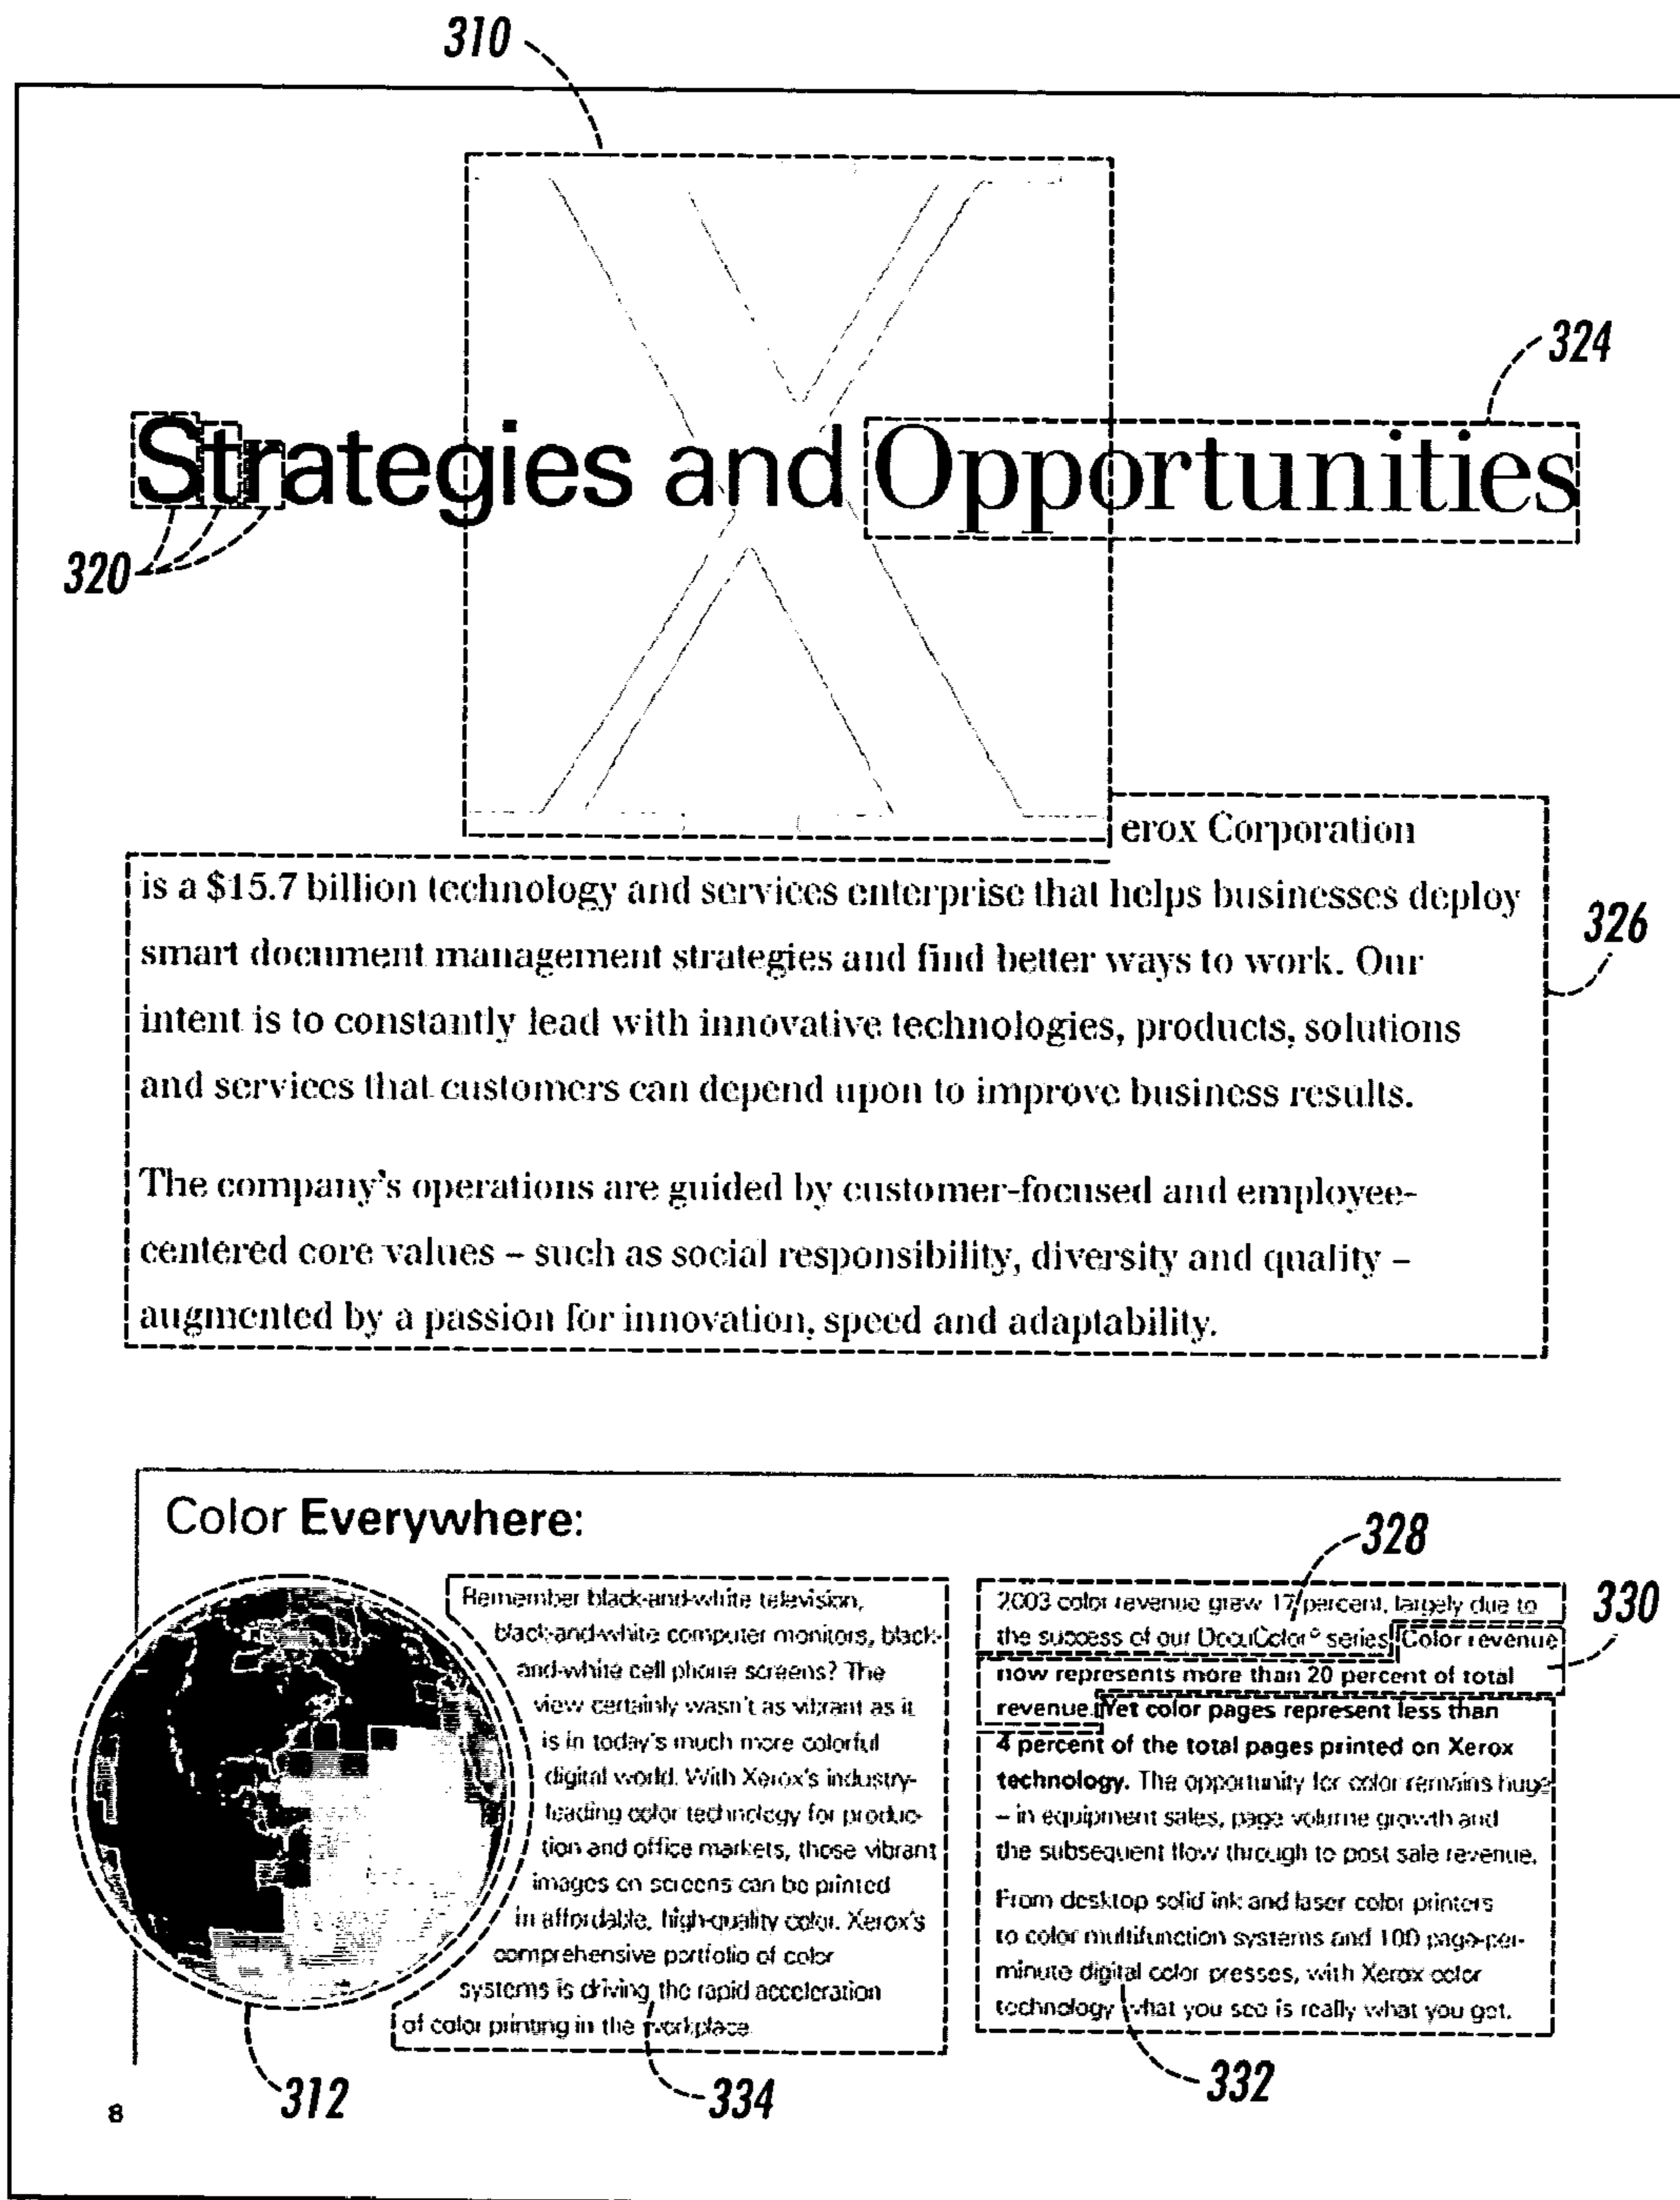 310
324
Strategies and Opportunities
320
X
erox Corporation
is a $15.7 billion technology and services enterprise that helps businesses deploy
smart document management strategies and find better ways to work. Our
intent is to constantly lead with innovative technologies, products, solutions
and services that customers can depend upon to improve business results.
326
The company's operations are guided by customer-focused and employee-
centered core values – such as social responsibility, diversity and quality –
augmented by a passion for innovation, speed and adaptability.
Color Everywhere:
Remember black-and-white television,
black-and-white computer monitors, black-
and-white cell phone screens? The
view certainly wasn't as vibrant as it
is in today's much more colorful
digital world. With Xerox's industry-
leading color technology for produc-
tion and office markets, those vibrant
images on screens can be printed
in affordable, high-quality color. Xerox's
comprehensive portfolio of color
systems is driving the rapid acceleration
of color printing in the workplace.
328
330
2003 color revenue grew 17 percent, largely due to
the success of our DocuColor® series. Color revenue
now represents more than 20 percent of total
revenue. Yet color pages represent less than
4 percent of the total pages printed on Xerox
technology. The opportunity for color remains huge
– in equipment sales, page volume growth and
the subsequent flow through to post sale revenue.
From desktop solid ink and laser color printers
to color multifunction systems and 100 page-per-
minute digital color presses, with Xerox color
technology what you see is really what you get.
312
334
332
8